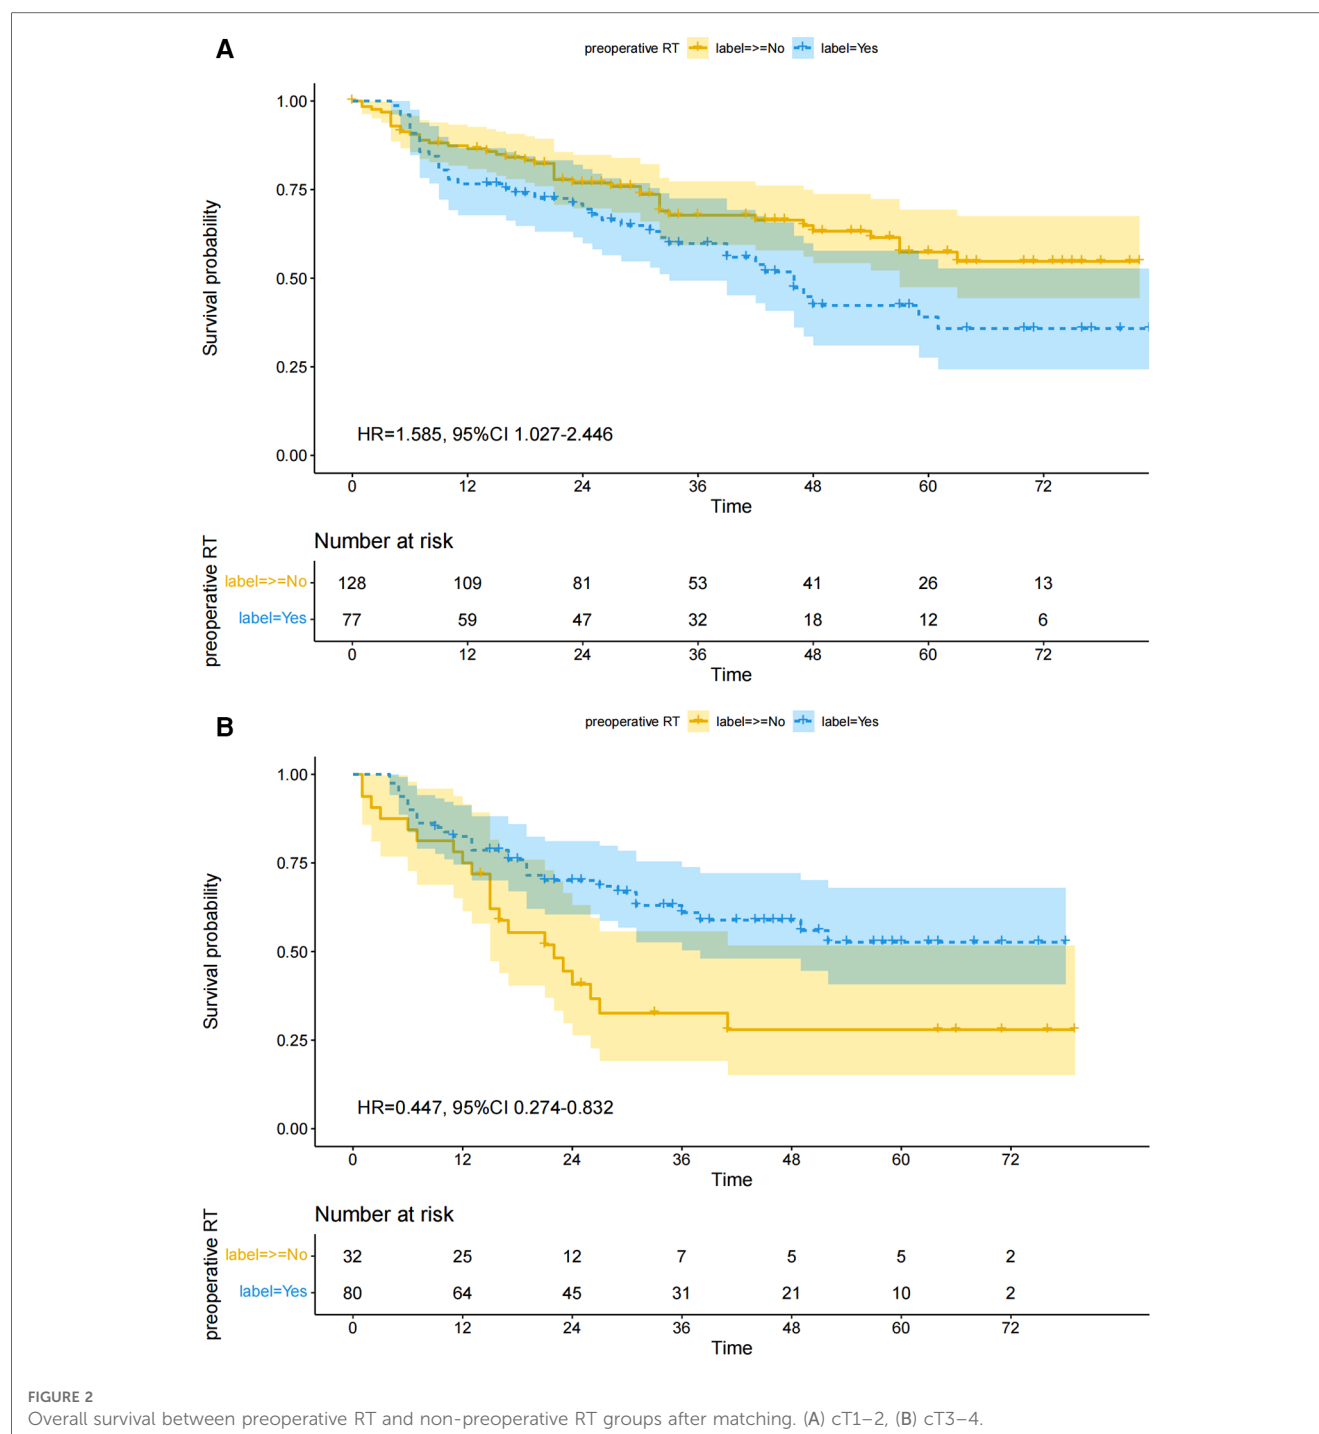 A
preoperative RT label=>=No label=Yes
1.00
0.75
0.50
0.25
0.00
Survival probability
HR=1.585, 95%CI 1.027-2.446
0 12 24 36 48 60 72
Time
Number at risk
preoperative RT
label=>=No 128 109 81 53 41 26 13
label=Yes 77 59 47 32 18 12 6
0 12 24 36 48 60 72
Time
B
preoperative RT label=>=No label=Yes
1.00
0.75
0.50
0.25
0.00
Survival probability
HR=0.447, 95%CI 0.274-0.832
0 12 24 36 48 60 72
Time
Number at risk
preoperative RT
label=>=No 32 25 12 7 5 5 2
label=Yes 80 64 45 31 21 10 2
0 12 24 36 48 60 72
Time
FIGURE 2
Overall survival between preoperative RT and non-preoperative RT groups after matching. (A) cT1–2, (B) cT3–4.